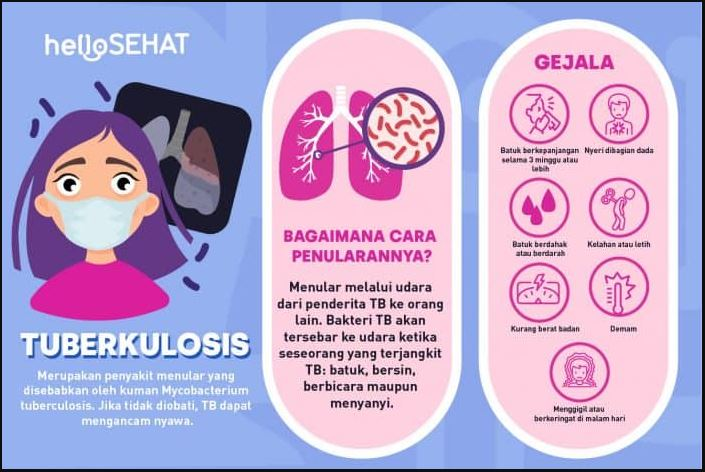 helloSEHAT
TUBERKULOSIS
Merupakan penyakit menular yang
disebabkan oleh kuman Mycobacterium
tuberculosis. Jika tidak diobati, TB dapat
mengancam nyawa.
BAGAIMANA CARA
PENULARANNYA?
Menular melalui udara
dari penderita TB ke orang
lain. Bakteri TB akan
tersebar ke udara ketika
seseorang yang terjangkit
TB: batuk, bersin,
berbicara maupun
menyanyi.
GEJALA
Batuk berkepanjangan
selama 3 minggu atau
lebih
Nyeri dibagian dada
Batuk berdahak
atau berdarah
Kelahan atau letih
Kurang berat badan
Demam
Menggigil atau
berkeringat di malam hari